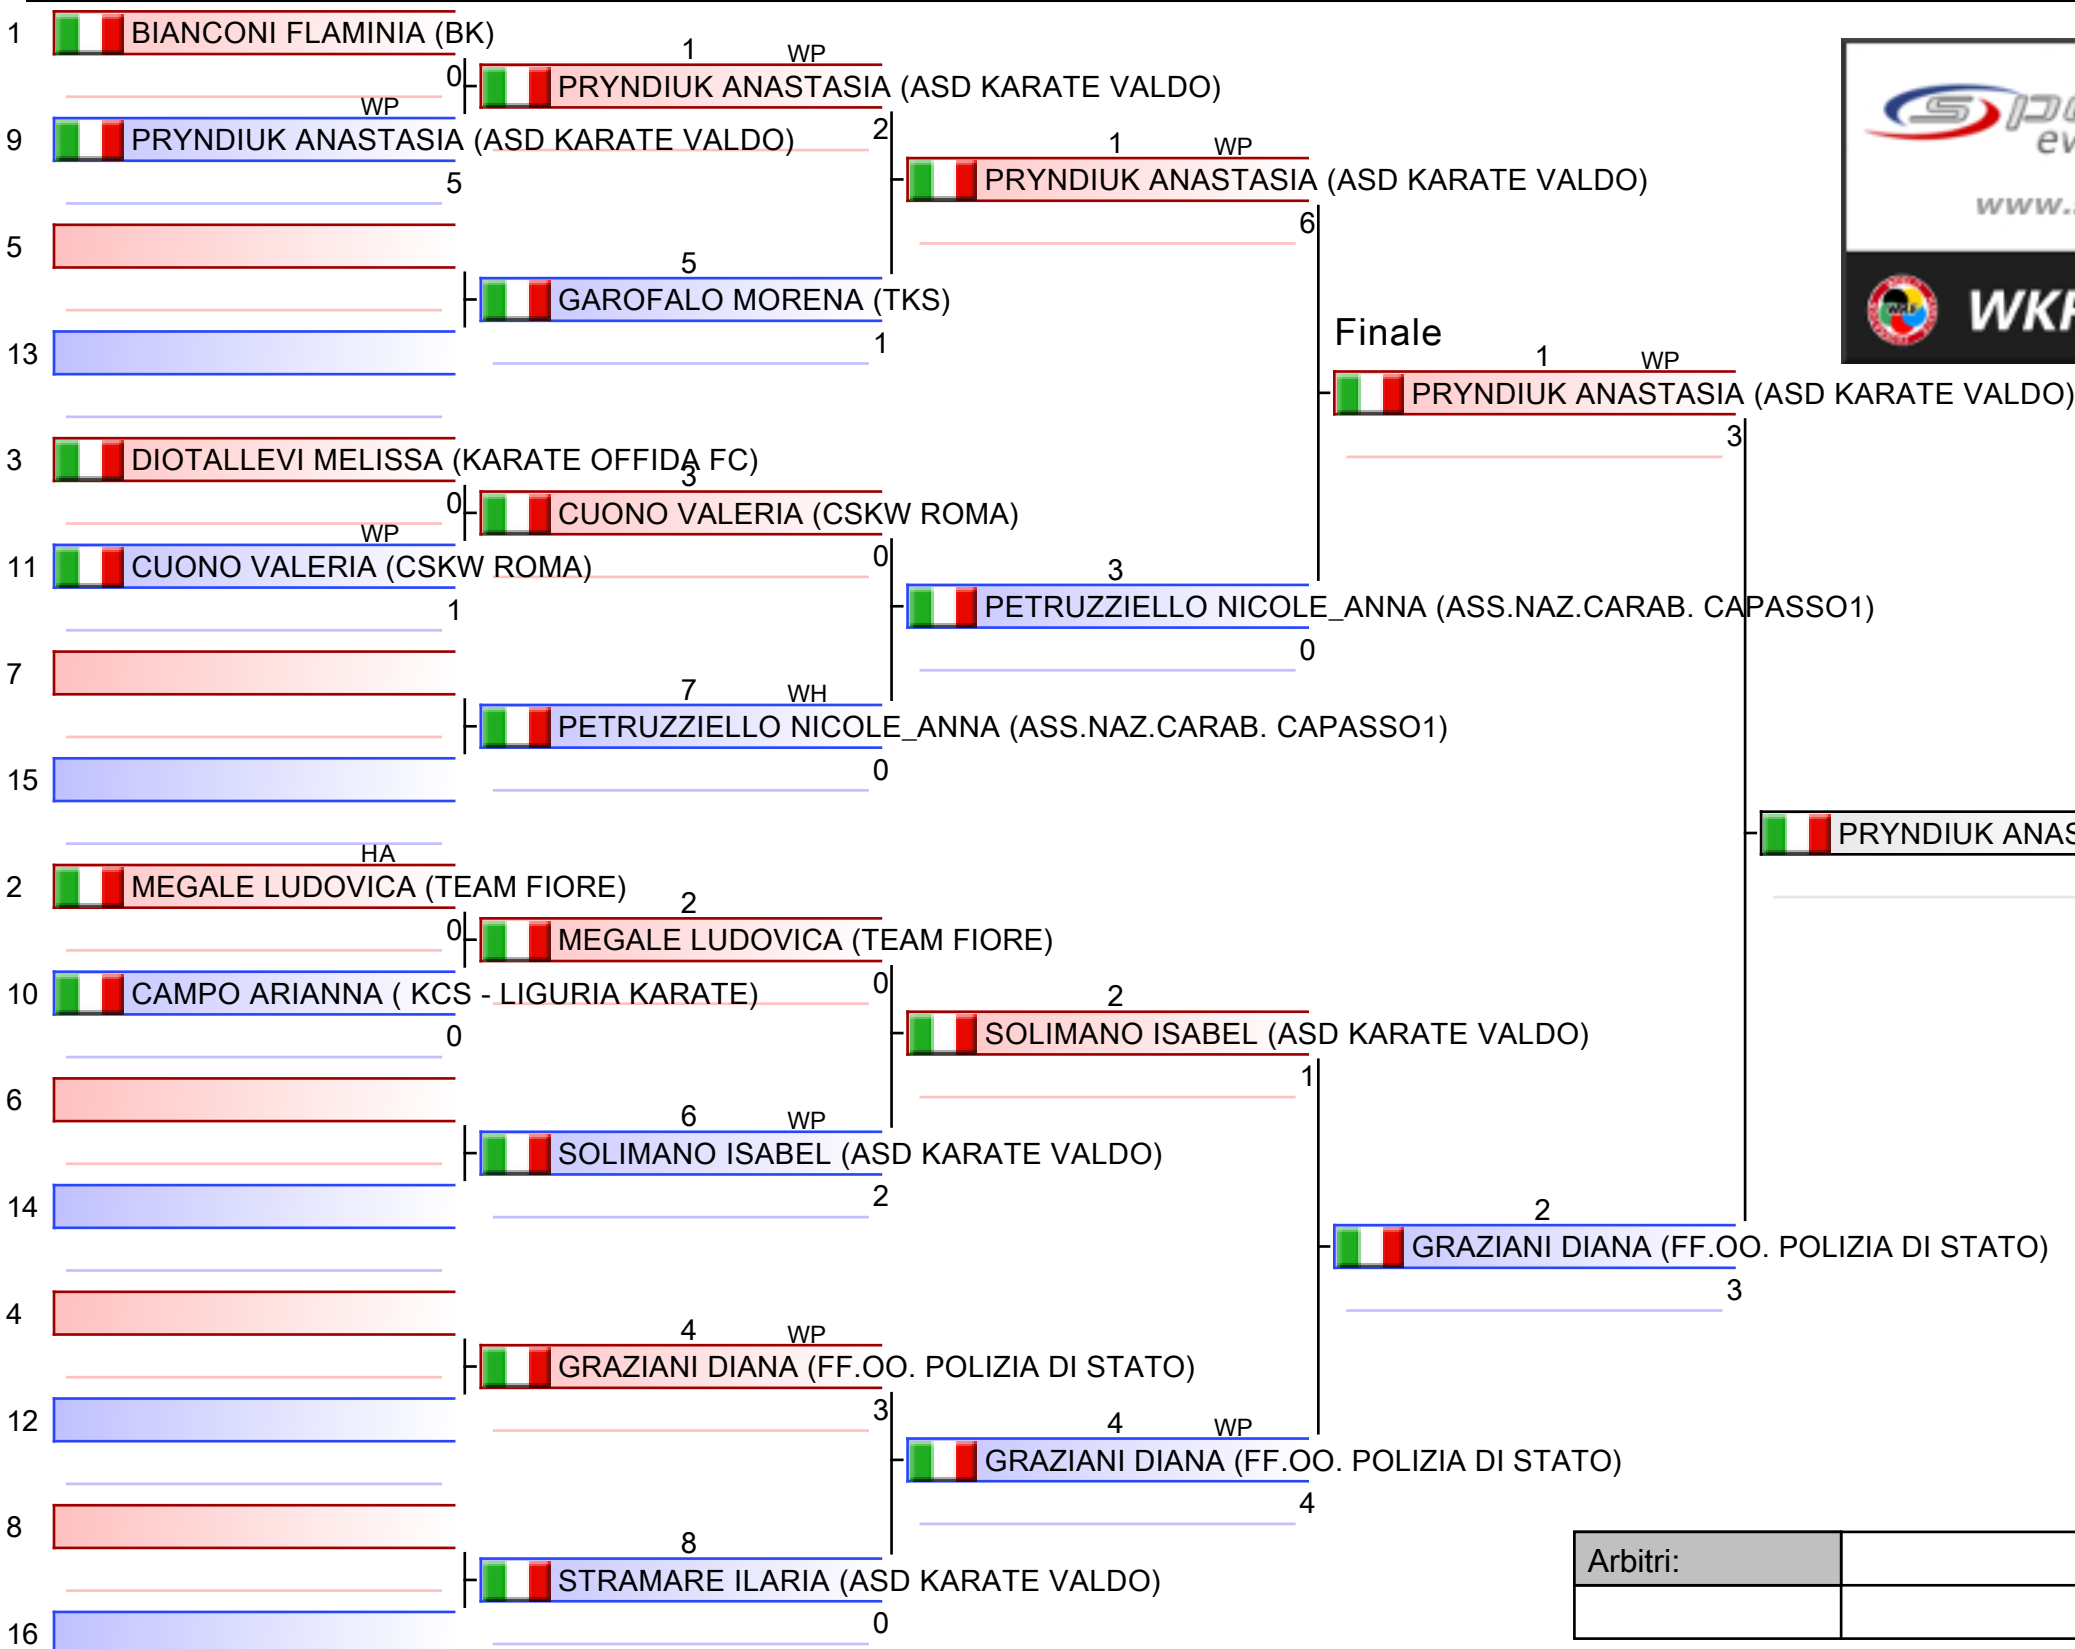 1 BIANCONI FLAMINIA (BK)
0
WP
9 PRYNDIUK ANASTASIA (ASD KARATE VALDO)
5
5
13
3 DIOTALLEVI MELISSA (KARATE OFFIDA FC)
0
WP
11 CUONO VALERIA (CSKW ROMA)
1
7
15
HA
2 MEGALE LUDOVICA (TEAM FIORE)
0
10 CAMPO ARIANNA ( KCS - LIGURIA KARATE)
0
6
14
4
12
8
16
1 WP
PRYNDIUK ANASTASIA (ASD KARATE VALDO)
2
5
GAROFALO MORENA (TKS)
1
3
CUONO VALERIA (CSKW ROMA)
0
7 WH
PETRUZZIELLO NICOLE_ANNA (ASS.NAZ.CARAB. CAPASSO1)
0
2
MEGALE LUDOVICA (TEAM FIORE)
0
6 WP
SOLIMANO ISABEL (ASD KARATE VALDO)
2
4 WP
GRAZIANI DIANA (FF.OO. POLIZIA DI STATO)
3
8
STRAMARE ILARIA (ASD KARATE VALDO)
0
1 WP
PRYNDIUK ANASTASIA (ASD KARATE VALDO)
6
3
PETRUZZIELLO NICOLE_ANNA (ASS.NAZ.CARAB. CAPASSO1)
0
2
SOLIMANO ISABEL (ASD KARATE VALDO)
1
4 WP
GRAZIANI DIANA (FF.OO. POLIZIA DI STATO)
4
Finale
1 WP
PRYNDIUK ANASTASIA (ASD KARATE VALDO)
3
2
GRAZIANI DIANA (FF.OO. POLIZIA DI STATO)
3
PRYNDIUK ANAS
www.
WKF
Arbitri: